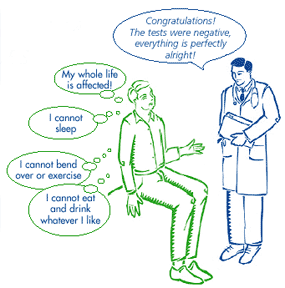 Congratulations!
The tests were negative,
everything is perfectly
alright!
My whole life
is affected!
I cannot
sleep
I cannot bend
over or exercise
I cannot eat
and drink
whatever I like